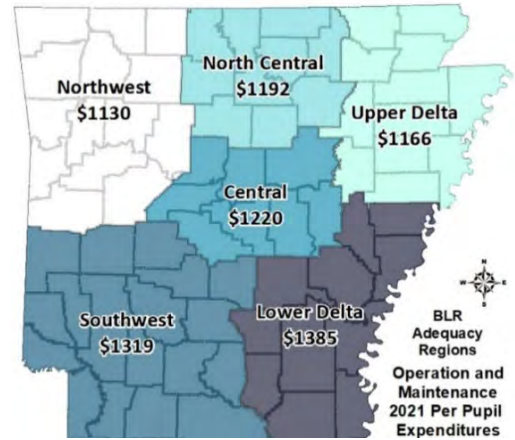 North Central
$1192
Northwest
$1130
Upper Delta
$1166
Central
$1220
Southwest
$1319
Lower Delta
$1385
N
W
E
S
BLR
Adequacy
Regions
Operation and
Maintenance
2021 Per Pupil
Expenditures